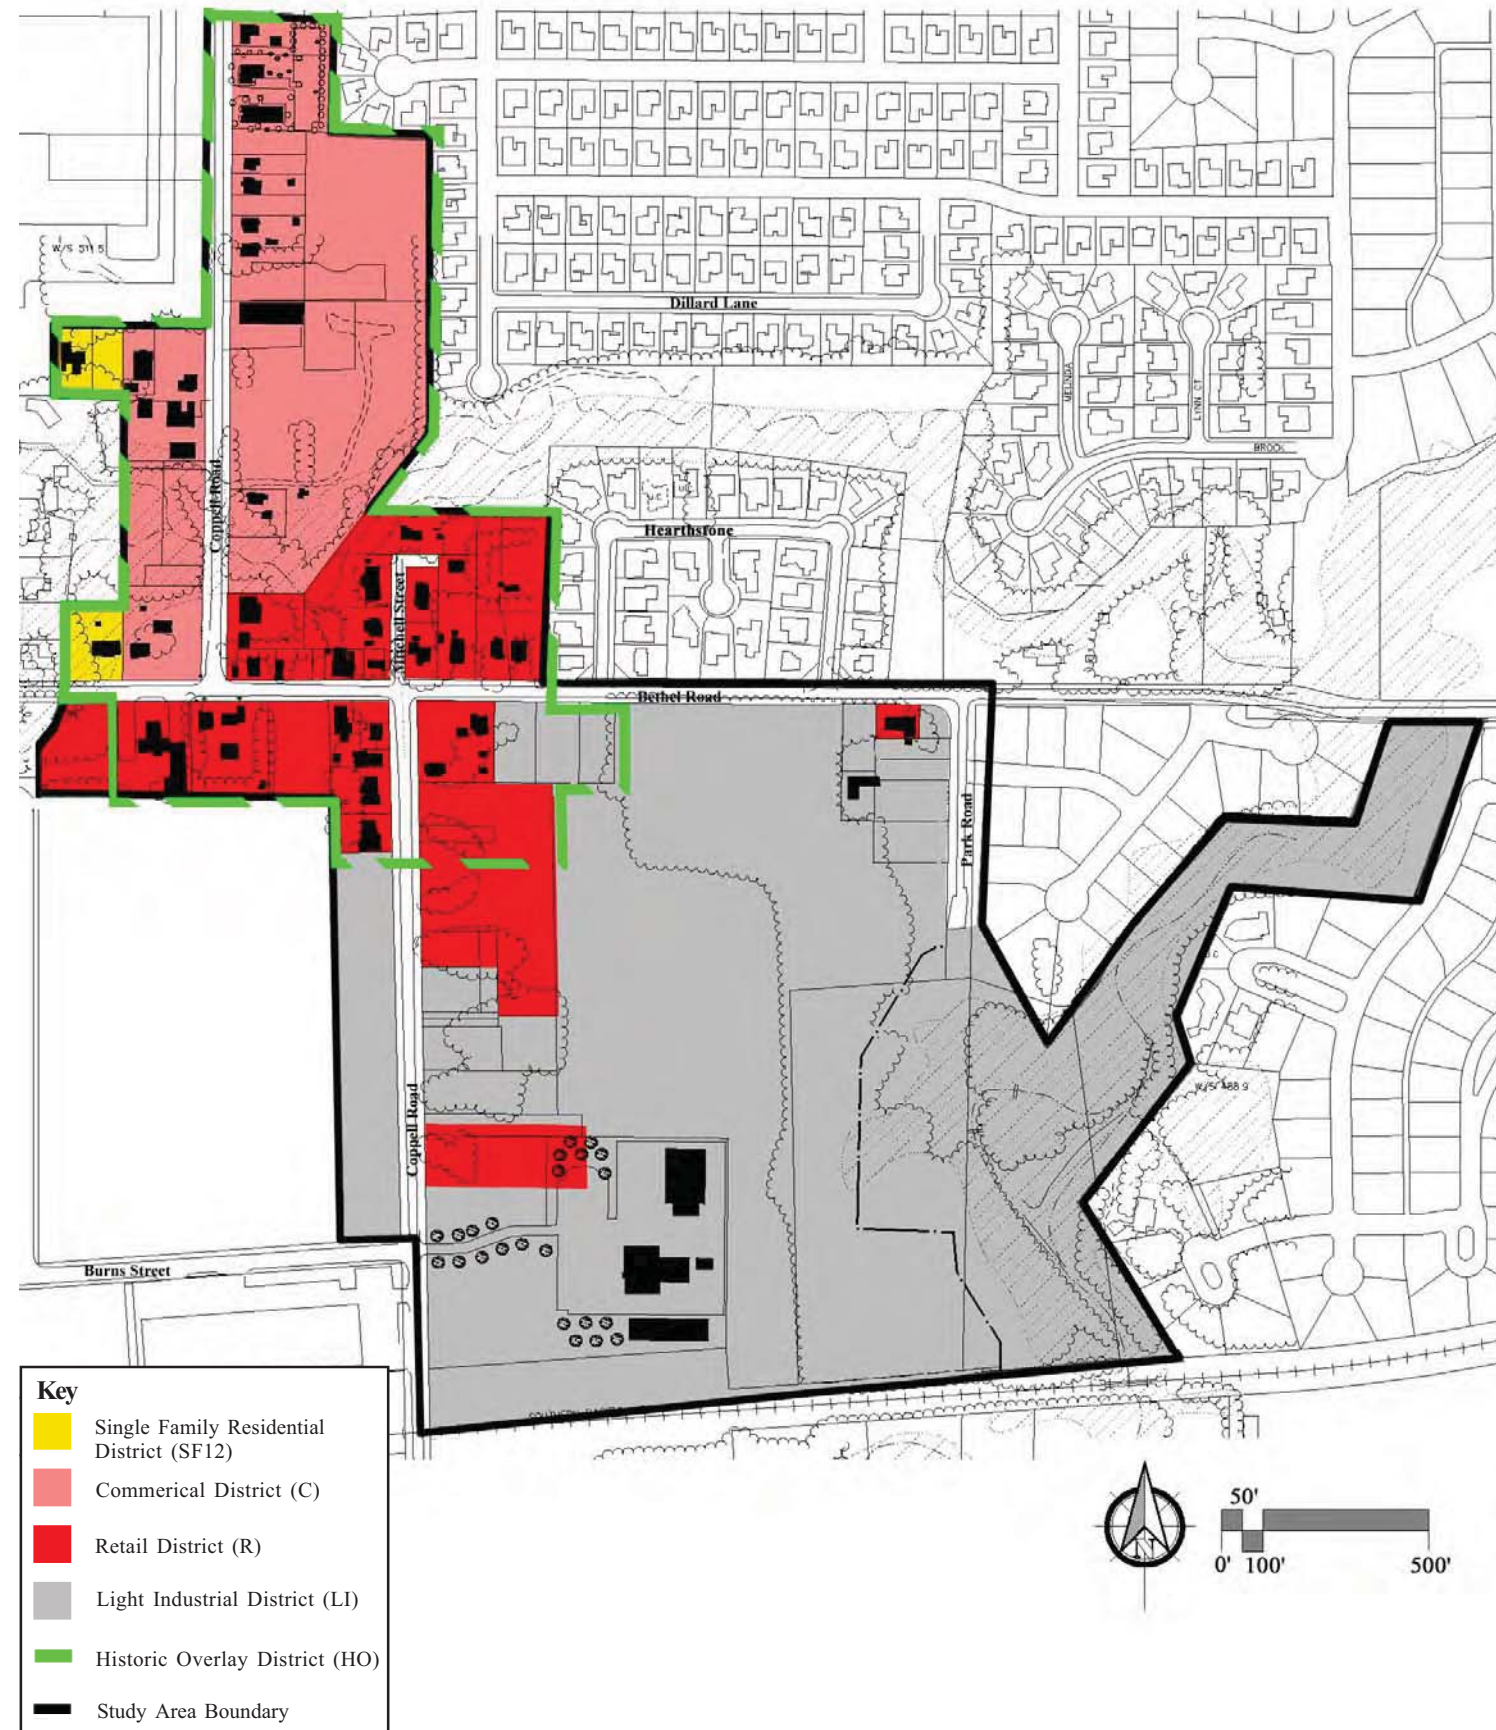 W/S 511.5
Dillard Lane
MELINDA
LYNN CT
BROOK
Coppell Road
Hearthstone
Mitchell Street
Bethel Road
Park Road
Coppell Road
W/S 488.9
Burns Street
Key
Single Family Residential
District (SF12)
Commerical District (C)
Retail District (R)
Light Industrial District (LI)
Historic Overlay District (HO)
Study Area Boundary
N
50'
0' 100' 500'